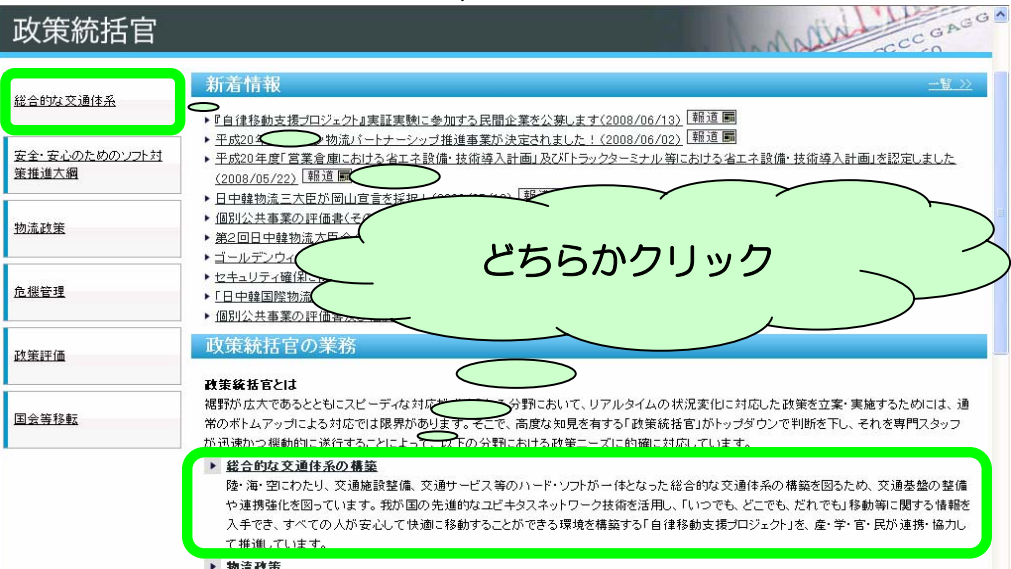 政策統括官
CCCC GAGG
総合的な交通体系
安全・安心のためのソフト対
策推進大綱
物流政策
危機管理
政策評価
国会等移転
新着情報
一覧 >>
『自律移動支援プロジェクト』実証実験に参加する民間企業を公募します(2008/06/13) 報道
平成20年 物流パートナーシップ推進事業が決定されました！(2008/06/02) 報道
平成20年度「営業倉庫における省エネ設備・技術導入計画」及び「トラックターミナル等における省エネ設備・技術導入計画」を認定しました
(2008/05/22) 報道
日中韓物流三大臣が岡山宣言を採択！
個別公共事業の評価書(その
第2回日中韓物流大臣会
ゴールデンウィ
セキュリティ確保に
「日中韓国際物流
個別公共事業の評価書
どちらかクリック
政策統括官の業務
政策統括官とは
裾野が広大であるとともにスピーディな対応が 分野において、リアルタイムの状況変化に対応した政策を立案・実施するためには、通
常のボトムアップによる対応では限界があります。そこで、高度な知見を有する「政策統括官」がトップダウンで判断を下し、それを専門スタッフ
が迅速かつ機動的に遂行することによって、以下の分野における政策ニーズに的確に対応しています。
総合的な交通体系の構築
陸・海・空にわたり、交通施設整備、交通サービス等のハード・ソフトが一体となった総合的な交通体系の構築を図るため、交通基盤の整備
や連携強化を図っています。我が国の先進的なユビキタスネットワーク技術を活用し、「いつでも、どこでも、だれでも」移動等に関する情報を
入手でき、すべての人が安心して快適に移動することができる環境を構築する「自律移動支援プロジェクト」を、産・学・官・民が連携・協力し
て推進しています。
物流政策